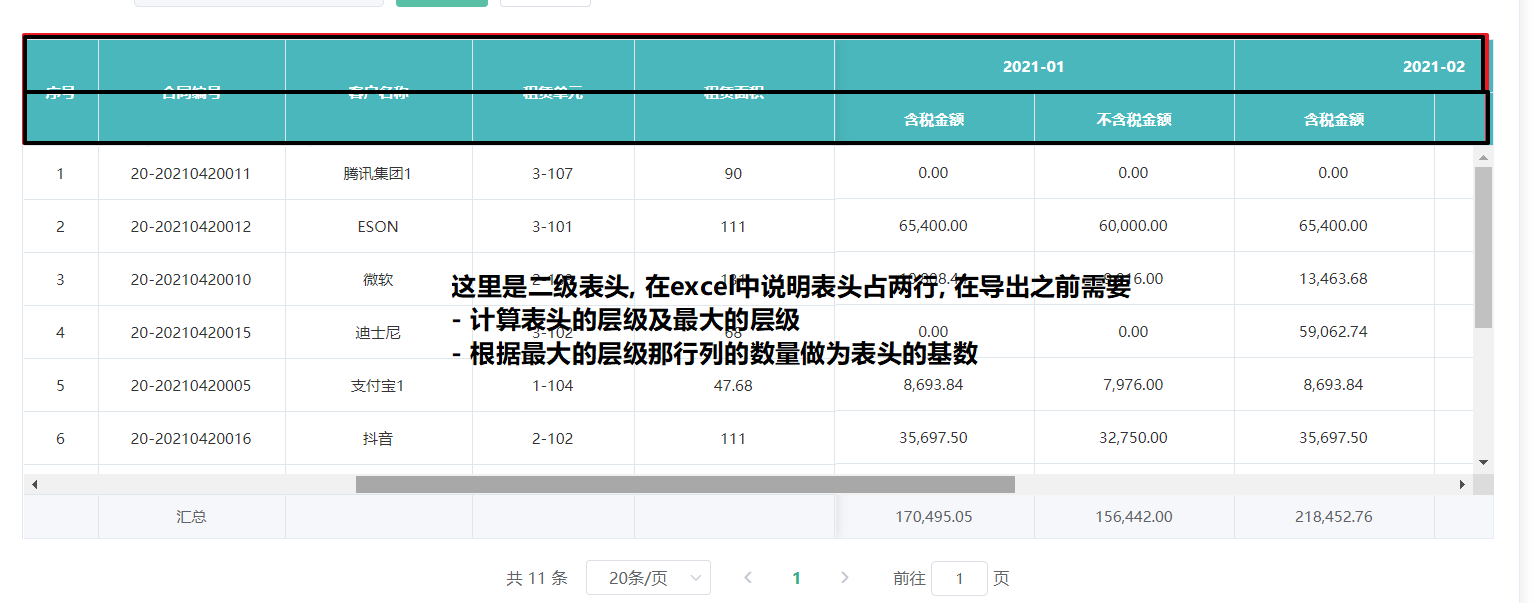 2021-01 2021-02
序号 合同编号 客户名称 租赁单元 租赁面积
含税金额 不含税金额 含税金额
1 20-20210420011 腾讯集团1 3-107 90 0.00 0.00 0.00
2 20-20210420012 ESON 3-101 111 65,400.00 60,000.00 65,400.00
3 20-20210420010 微软 13,463.68
这里是二级表头, 在excel中说明表头占两行, 在导出之前需要
- 计算表头的层级及最大的层级
4 20-20210420015 迪士尼 3-102 68 0.00 0.00 59,062.74
- 根据最大的层级那行列的数量做为表头的基数
5 20-20210420005 支付宝1 1-104 47.68 8,693.84 7,976.00 8,693.84
6 20-20210420016 抖音 2-102 111 35,697.50 32,750.00 35,697.50
汇总 170,495.05 156,442.00 218,452.76
共 11 条 20条/页 1 前往 1 页